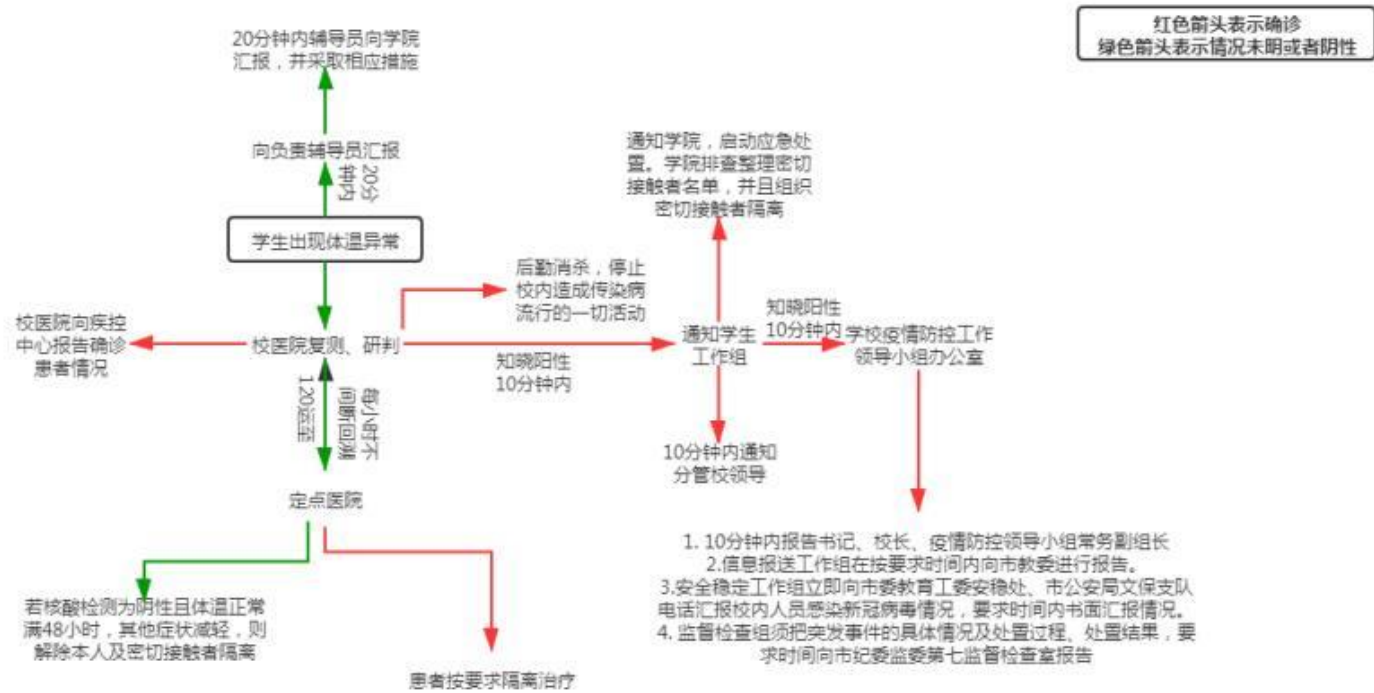 红色箭头表示确诊
绿色箭头表示情况未明或者阴性
20分钟内辅导员向学院
汇报，并采取相应措施
向负责辅导员汇报
20分
钟内
学生出现体温异常
通知学院，启动应急处
置。学院排查整理密切
接触者名单，并且组织
密切接触者隔离
后勤消杀，停止
校内造成传染病
流行的一切活动
校医院向疾控
中心报告确诊
患者情况
校医院复测、研判
知晓阳性
10分钟内
通知学生
工作组
知晓阳性
10分钟内
学校疫情防控工作
领导小组办公室
每小时不
间断回溯
120运至
10分钟内通知
分管校领导
定点医院
1. 10分钟内报告书记、校长、疫情防控领导小组常务副组长
2.信息报送工作组在按要求时间内向市教委进行报告。
3.安全稳定工作组立即向市委教育工委安稳处、市公安局文保支队
电话汇报校内人员感染新冠病毒情况，要求时间内书面汇报情况。
4. 监督检查组须把突发事件的具体情况及处置过程、处置结果，要
求时间向市纪委监委第七监督检查室报告
若核酸检测为阴性且体温正常
满48小时，其他症状减轻，则
解除本人及密切接触者隔离
患者按要求隔离治疗